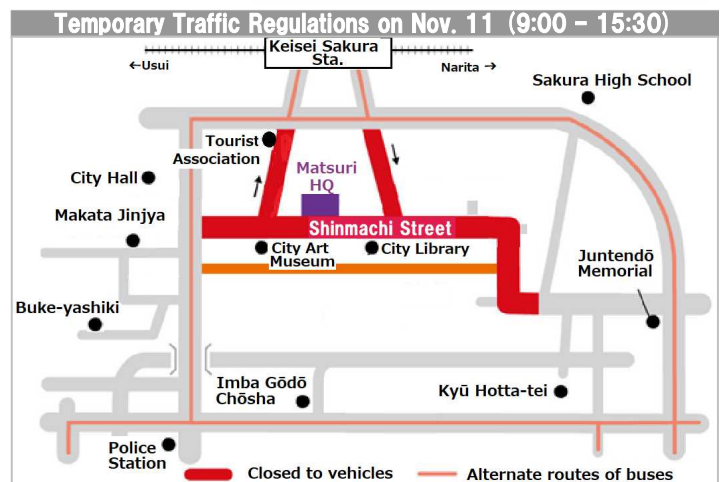 Temporary Traffic Regulations on Nov. 11 (9:00 - 15:30)
Keisei Sakura
Sta.
←Usui
Narita →
Sakura High School
Tourist
Association
Matsuri
HQ
City Hall
Makata Jinjya
Shinmachi Street
City Art
Museum
City Library
Juntendō
Memorial
Buke-yashiki
Imba Gōdō
Chōsha
Kyū Hotta-tei
Police
Station
Closed to vehicles
Alternate routes of buses